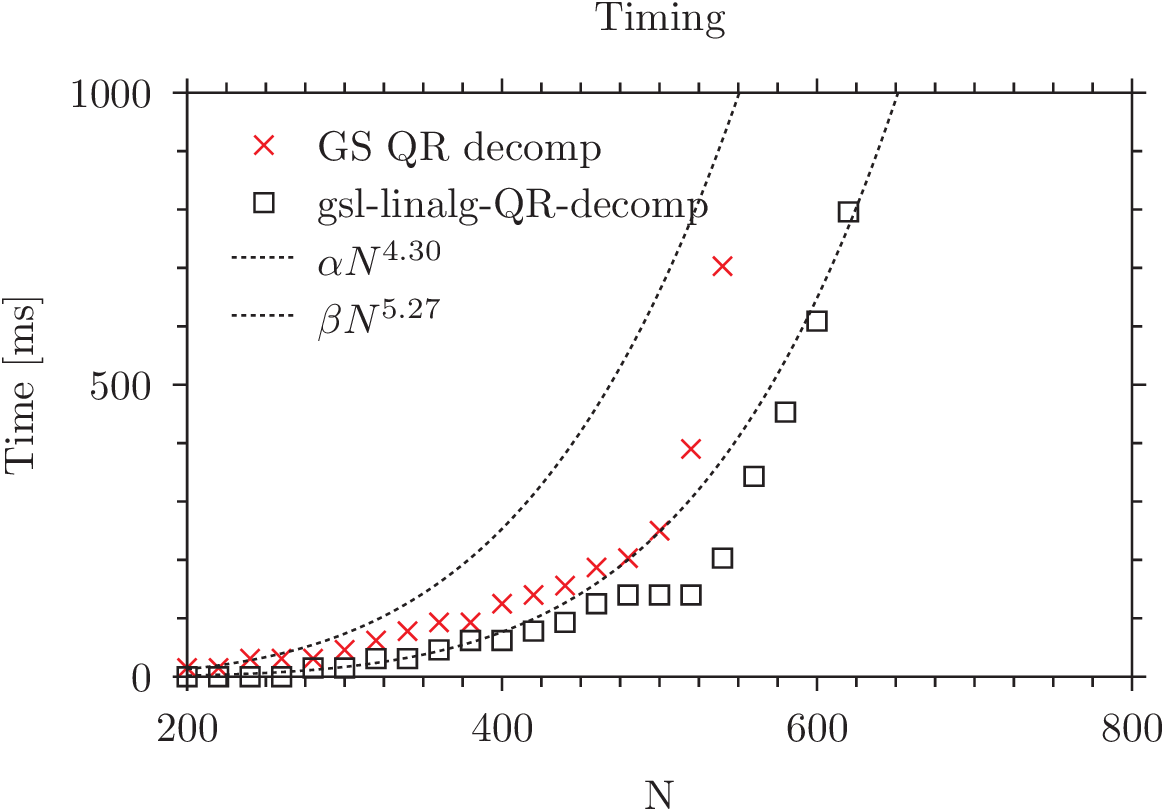 Timing
1000
500
0
Time [ms]
GS QR decomp
gsl-linalg-QR-decomp
αN^4.30
βN^5.27
200 400 600 800
N